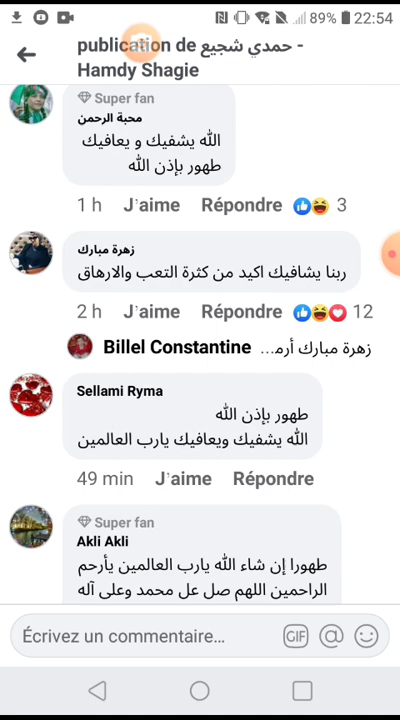 89% 22:54
publication de حمدي شجيع -
Hamdy Shagie
Super fan
محبة الرحمن
الله يشفيك و يعافيك
طهور بإذن الله
1 h J'aime Répondre 3
زهرة مبارك
ربنا يشافيك اكيد من كثرة التعب والارهاق
2 h J'aime Répondre 12
Billel Constantine زهرة مبارك أرم...
Sellami Ryma
طهور بإذن الله
الله يشفيك ويعافيك يارب العالمين
49 min J'aime Répondre
Super fan
Akli Akli
طهورا إن شاء الله يارب العالمين يأرحم
الراحمين اللهم صل عل محمد وعلى آله
Écrivez un commentaire... GIF @